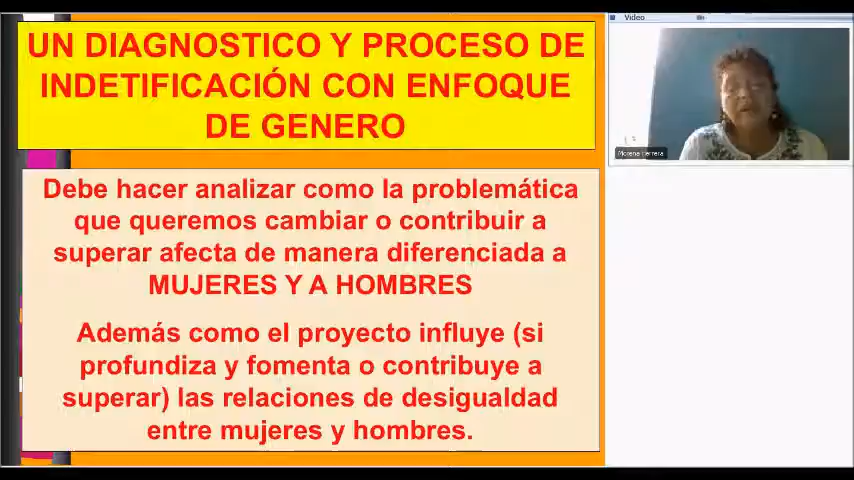 UN DIAGNOSTICO Y PROCESO DE
INDETIFICACIÓN CON ENFOQUE
DE GENERO
Debe hacer analizar como la problemática
que queremos cambiar o contribuir a
superar afecta de manera diferenciada a
MUJERES Y A HOMBRES
Además como el proyecto influye (si
profundiza y fomenta o contribuye a
superar) las relaciones de desigualdad
entre mujeres y hombres.
Video
Morena Herrera